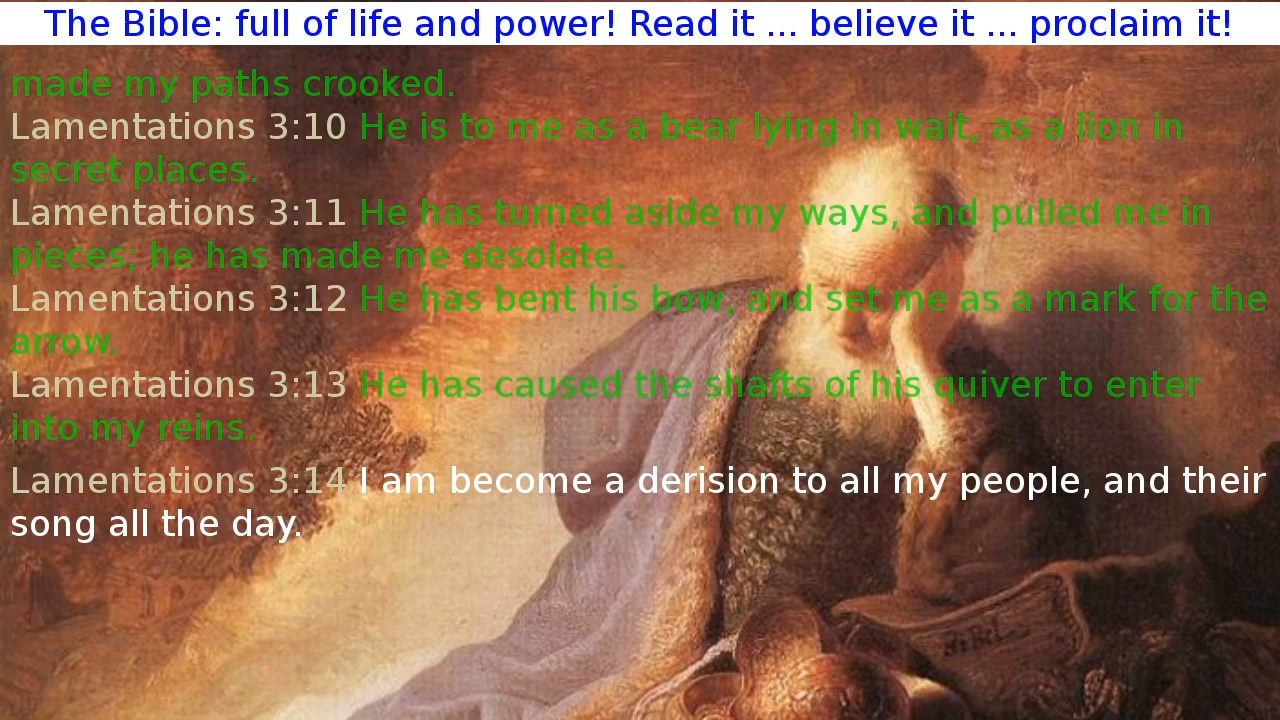 The Bible: full of life and power! Read it ... believe it ... proclaim it!
made my paths crooked.
Lamentations 3:10 He is to me as a bear lying in wait, as a lion in
secret places.
Lamentations 3:11 He has turned aside my ways, and pulled me in
pieces; he has made me desolate.
Lamentations 3:12 He has bent his bow, and set me as a mark for the
arrow.
Lamentations 3:13 He has caused the shafts of his quiver to enter
into my reins.
Lamentations 3:14 I am become a derision to all my people, and their
song all the day.
BiBeL